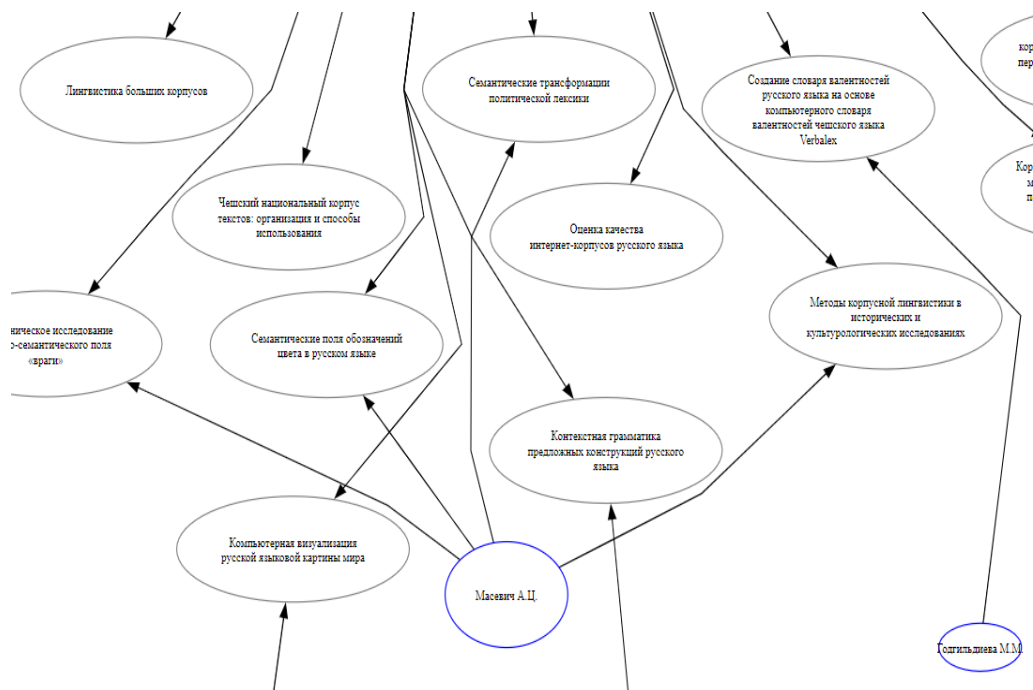 Лингвистика больших корпусов
Семантические трансформации
политической лексики
Создание словаря валентностей
русского языка на основе
компьютерного словаря
валентностей чешского языка
Verbalex
Чешский национальный корпус
текстов: организация и способы
использования
Оценка качества
интернет-корпусов русского языка
исследование
поля
«враги»
Семантические поля обозначений
цвета в русском языке
Методы корпусной лингвистики в
исторических и
культурологических исследованиях
Контекстная грамматика
предложных конструкций русского
языка
Компьютерная визуализация
русской языковой картины мира
Масевич А.Ц.
Годгильдиева М.М.